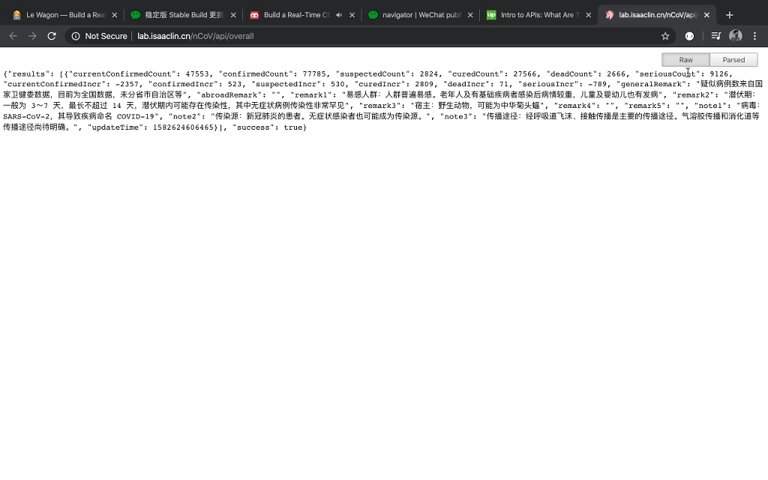 Le Wagon — Build a Rea
稳定版 Stable Build 更新
Build a Real-Time CO
navigator | WeChat publ
Up Intro to APIs: What Are T
lab.isaaclin.cn/nCoV/api/
Not Secure | lab.isaaclin.cn/nCoV/api/overall
Raw Parsed
{"results": [{"currentConfirmedCount": 47553, "confirmedCount": 77785, "suspectedCount": 2824, "curedCount": 27566, "deadCount": 2666, "seriousCount": 9126,
"currentConfirmedIncr": -2357, "confirmedIncr": 523, "suspectedIncr": 530, "curedIncr": 2809, "deadIncr": 71, "seriousIncr": -789, "generalRemark": "疑似病例数来自国
家卫健委数据，目前为全国数据，未分省市自治区等", "abroadRemark": "", "remark1": "易感人群：人群普遍易感。老年人及有基础疾病者感染后病情较重，儿童及婴幼儿也有发病", "remark2": "潜伏期：
一般为 3～7 天，最长不超过 14 天，潜伏期内可能存在传染性，其中无症状病例传染性非常罕见", "remark3": "宿主：野生动物，可能为中华菊头蝠", "remark4": "", "remark5": "", "note1": "病毒：
SARS-CoV-2，其导致疾病命名 COVID-19", "note2": "传染源：新冠肺炎的患者。无症状感染者也可能成为传染源。", "note3": "传播途径：经呼吸道飞沫、接触传播是主要的传播途径。气溶胶传播和消化道等
传播途径尚待明确。", "updateTime": 1582624606465}], "success": true}